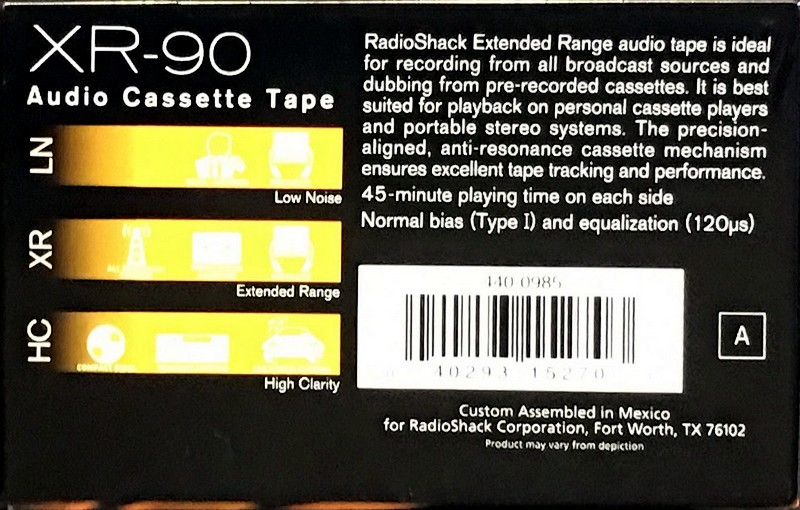 XR-90
Audio Cassette Tape
LN
Low Noise
XR
Extended Range
HC
High Clarity
RadioShack Extended Range audio tape is ideal
for recording from all broadcast sources and
dubbing from pre-recorded cassettes. It is best
suited for playback on personal cassette players
and portable stereo systems. The precision-
aligned, anti-resonance cassette mechanism
ensures excellent tape tracking and performance.
45-minute playing time on each side
Normal bias (Type I) and equalization (120μs)
440-0985
40293 15270
A
Custom Assembled in Mexico
for RadioShack Corporation, Fort Worth, TX 76102
Product may vary from depiction